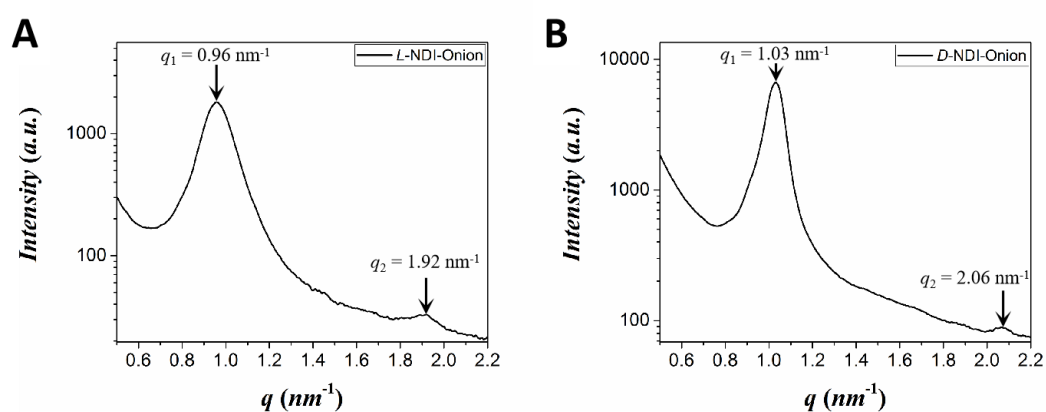 A
L-NDI-Onion
q₁ = 0.96 nm⁻¹
q₂ = 1.92 nm⁻¹
1000
100
Intensity (a.u.)
0.6 0.8 1.0 1.2 1.4 1.6 1.8 2.0 2.2
q (nm⁻¹)
B
D-NDI-Onion
q₁ = 1.03 nm⁻¹
q₂ = 2.06 nm⁻¹
10000
1000
100
Intensity (a.u.)
0.6 0.8 1.0 1.2 1.4 1.6 1.8 2.0 2.2
q (nm⁻¹)